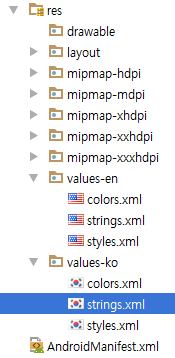 res
drawable
layout
mipmap-hdpi
mipmap-mdpi
mipmap-xhdpi
mipmap-xxhdpi
mipmap-xxxhdpi
values-en
colors.xml
strings.xml
styles.xml
values-ko
colors.xml
strings.xml
styles.xml
AndroidManifest.xml